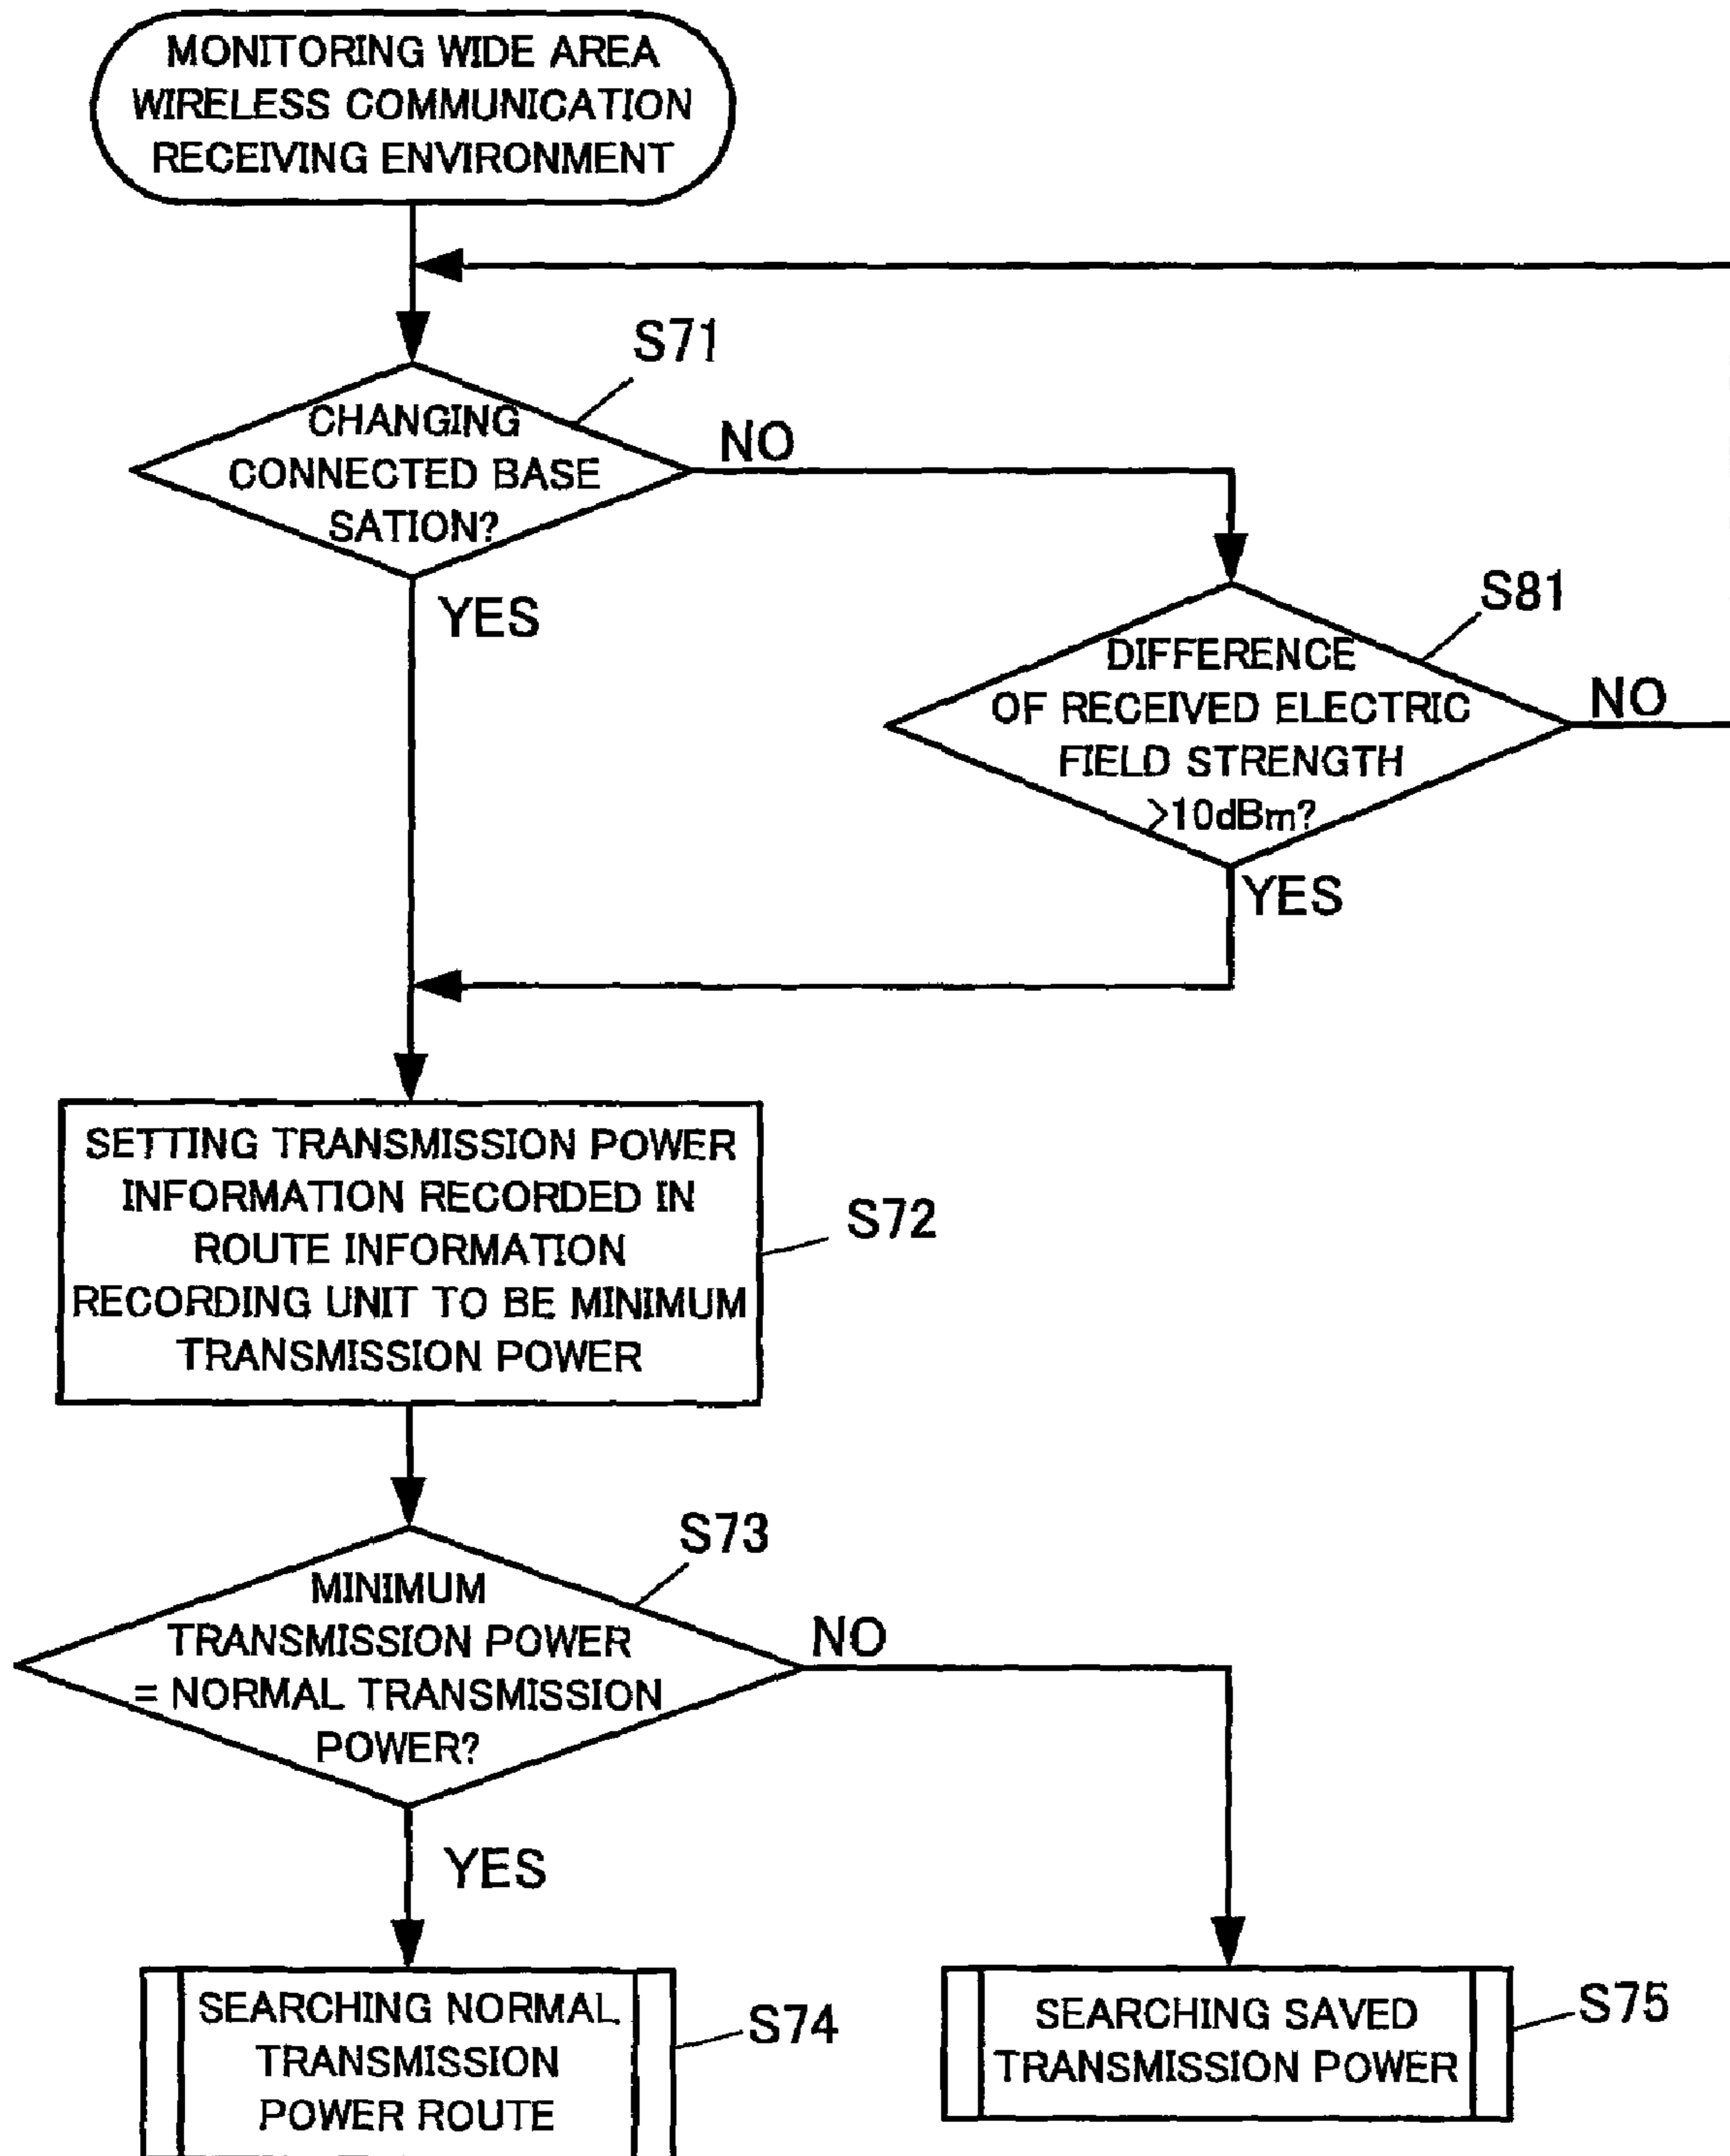 MONITORING WIDE AREA
WIRELESS COMMUNICATION
RECEIVING ENVIRONMENT
S71
CHANGING
CONNECTED BASE
SATION?
NO
YES
S81
DIFFERENCE
OF RECEIVED ELECTRIC
FIELD STRENGTH
>10dBm?
NO
YES
SETTING TRANSMISSION POWER
INFORMATION RECORDED IN
ROUTE INFORMATION
RECORDING UNIT TO BE MINIMUM
TRANSMISSION POWER
S72
S73
MINIMUM
TRANSMISSION POWER
= NORMAL TRANSMISSION
POWER?
NO
YES
SEARCHING NORMAL
TRANSMISSION
POWER ROUTE
S74
SEARCHING SAVED
TRANSMISSION POWER
S75